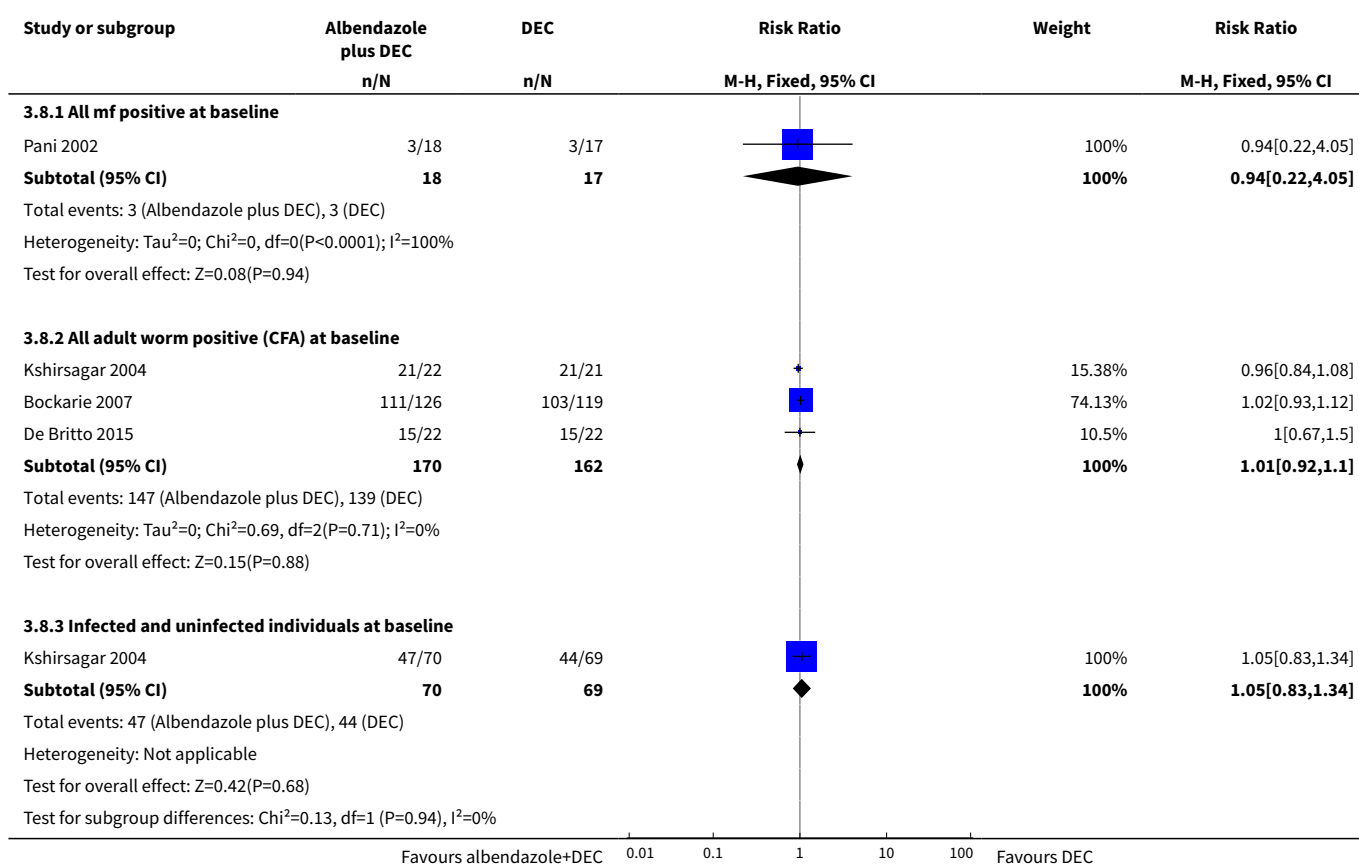 Study or subgroup Albendazole plus DEC DEC Risk Ratio Weight Risk Ratio
n/N n/N M-H, Fixed, 95% CI M-H, Fixed, 95% CI
3.8.1 All mf positive at baseline
Pani 2002 3/18 3/17 100% 0.94[0.22,4.05]
Subtotal (95% CI) 18 17 100% 0.94[0.22,4.05]
Total events: 3 (Albendazole plus DEC), 3 (DEC)
Heterogeneity: Tau²=0; Chi²=0, df=0(P<0.0001); I²=100%
Test for overall effect: Z=0.08(P=0.94)
3.8.2 All adult worm positive (CFA) at baseline
Kshirsagar 2004 21/22 21/21 15.38% 0.96[0.84,1.08]
Bockarie 2007 111/126 103/119 74.13% 1.02[0.93,1.12]
De Britto 2015 15/22 15/22 10.5% 1[0.67,1.5]
Subtotal (95% CI) 170 162 100% 1.01[0.92,1.1]
Total events: 147 (Albendazole plus DEC), 139 (DEC)
Heterogeneity: Tau²=0; Chi²=0.69, df=2(P=0.71); I²=0%
Test for overall effect: Z=0.15(P=0.88)
3.8.3 Infected and uninfected individuals at baseline
Kshirsagar 2004 47/70 44/69 100% 1.05[0.83,1.34]
Subtotal (95% CI) 70 69 100% 1.05[0.83,1.34]
Total events: 47 (Albendazole plus DEC), 44 (DEC)
Heterogeneity: Not applicable
Test for overall effect: Z=0.42(P=0.68)
Test for subgroup differences: Chi²=0.13, df=1 (P=0.94), I²=0%
Favours albendazole+DEC 0.01 0.1 1 10 100 Favours DEC